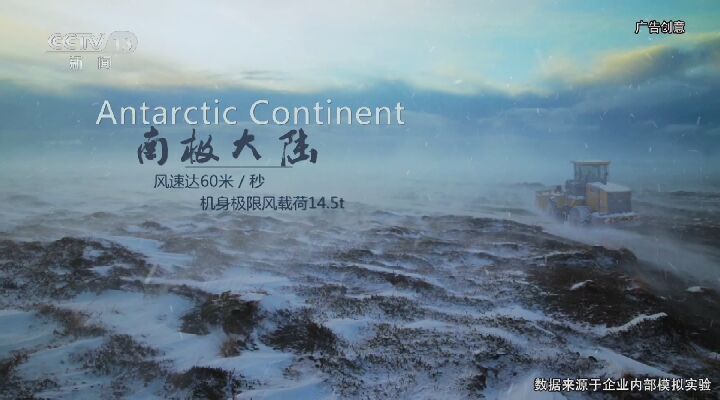 CCTV 13
新闻
广告创意
Antarctic Continent
南极大陆
风速达60米/秒
机身极限风载荷14.5t
数据来源于企业内部模拟实验